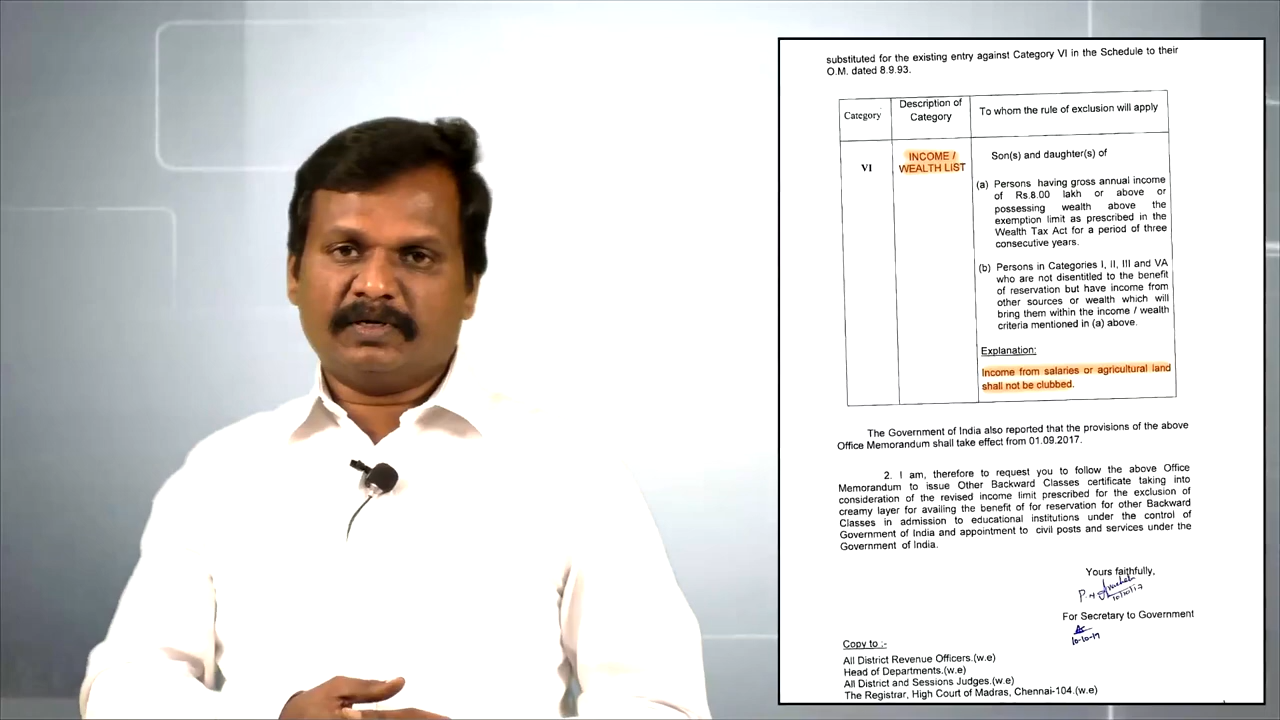 substituted for the existing entry against Category VI in the Schedule to their
O.M. dated 8.9.93.
Category
Description of
Category
To whom the rule of exclusion will apply
VI
INCOME /
WEALTH LIST
Son(s) and daughter(s) of
(a) Persons having gross annual income
of Rs.8.00 lakh or above or
possessing wealth above the
exemption limit as prescribed in the
Wealth Tax Act for a period of three
consecutive years.
(b) Persons in Categories I, II, III and VA
who are not disentitled to the benefit
of reservation but have income from
other sources or wealth which will
bring them within the income / wealth
criteria mentioned in (a) above.
Explanation:
Income from salaries or agricultural land
shall not be clubbed.
The Government of India also reported that the provisions of the above
Office Memorandum shall take effect from 01.09.2017.
2. I am, therefore to request you to follow the above Office
Memorandum to issue Other Backward Classes certificate taking into
consideration of the revised income limit prescribed for the exclusion of
creamy layer for availing the benefit of for reservation for other Backward
Classes in admission to educational institutions under the control of
Government of India and appointment to civil posts and services under the
Government of India.
Yours faithfully,
10/10/17
For Secretary to Government
10-10-17
Copy to :-
All District Revenue Officers.(w.e)
Head of Departments.(w.e)
All District and Sessions Judges.(w.e)
The Registrar, High Court of Madras, Chennai-104.(w.e)